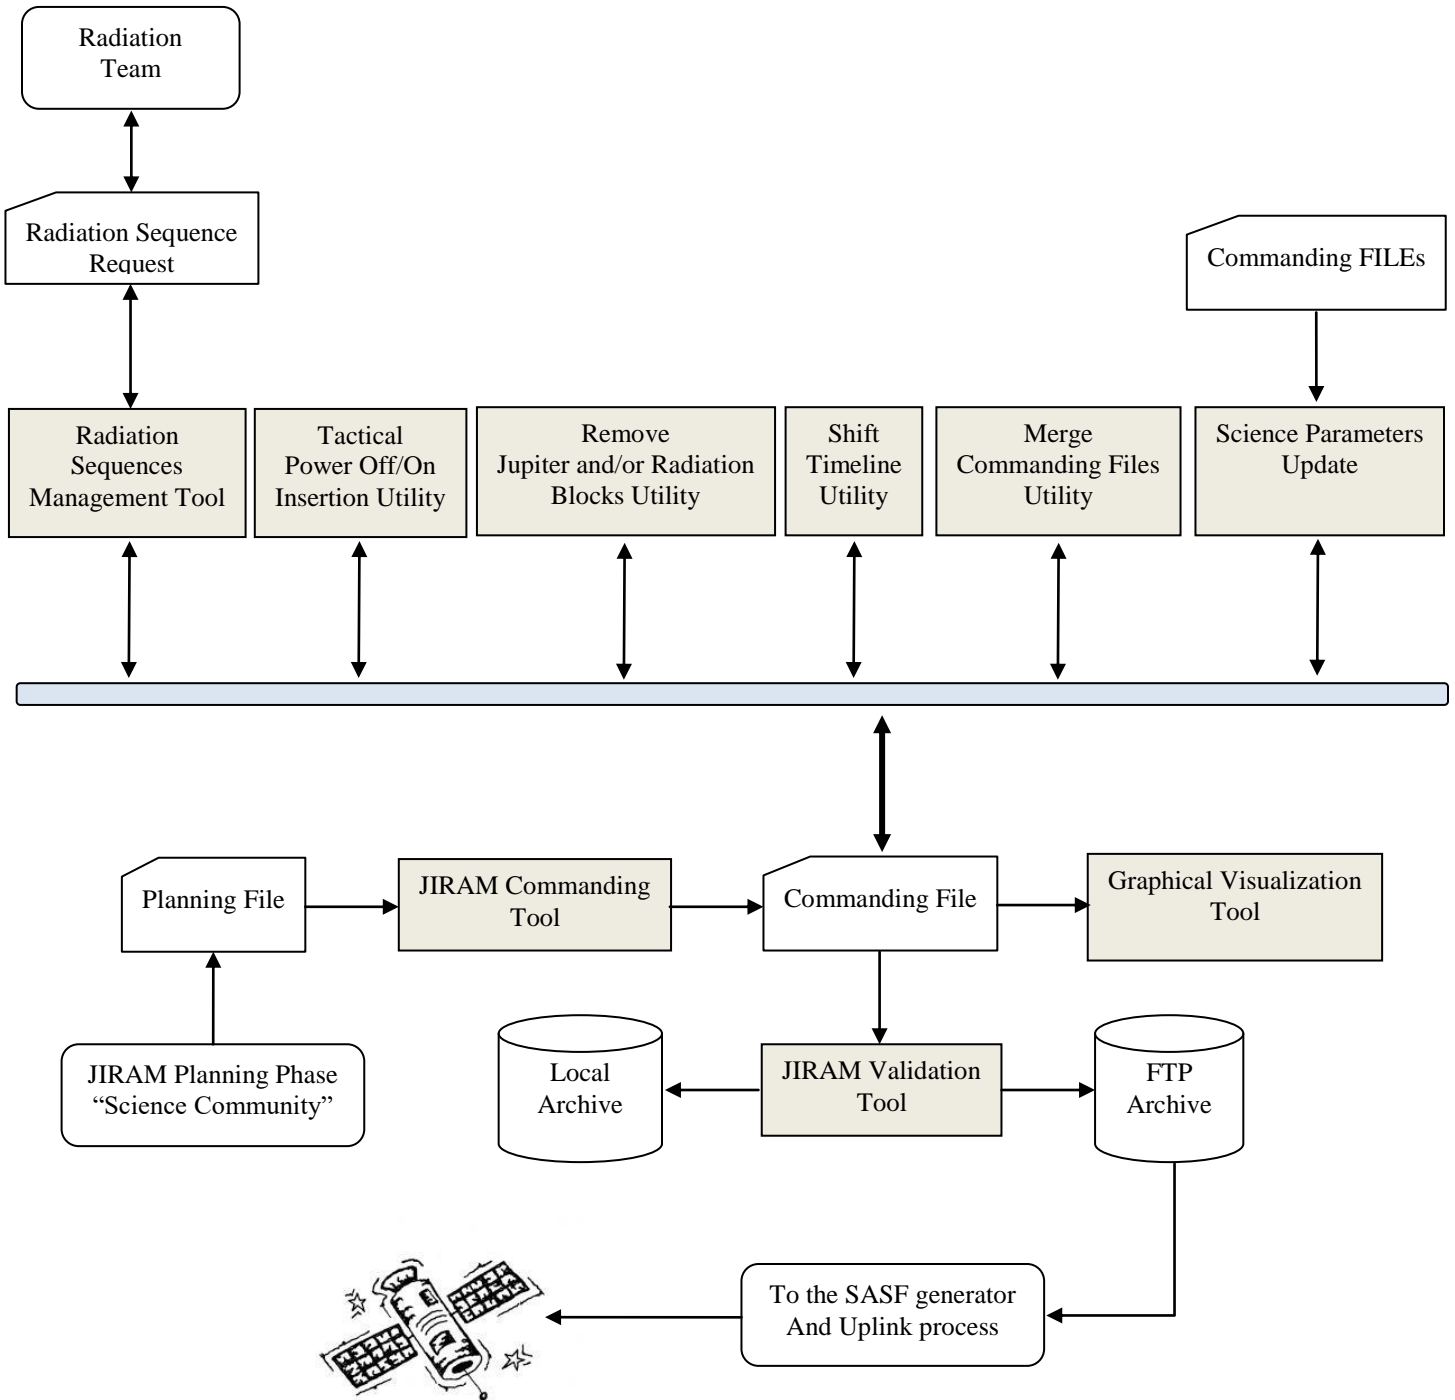 Radiation
Team
Radiation Sequence
Request
Commanding FILEs
Radiation
Sequences
Management Tool
Tactical
Power Off/On
Insertion Utility
Remove
Jupiter and/or Radiation
Blocks Utility
Shift
Timeline
Utility
Merge
Commanding Files
Utility
Science Parameters
Update
Planning File
JIRAM Commanding
Tool
Commanding File
Graphical Visualization
Tool
JIRAM Planning Phase
“Science Community”
Local
Archive
JIRAM Validation
Tool
FTP
Archive
To the SASF generator
And Uplink process